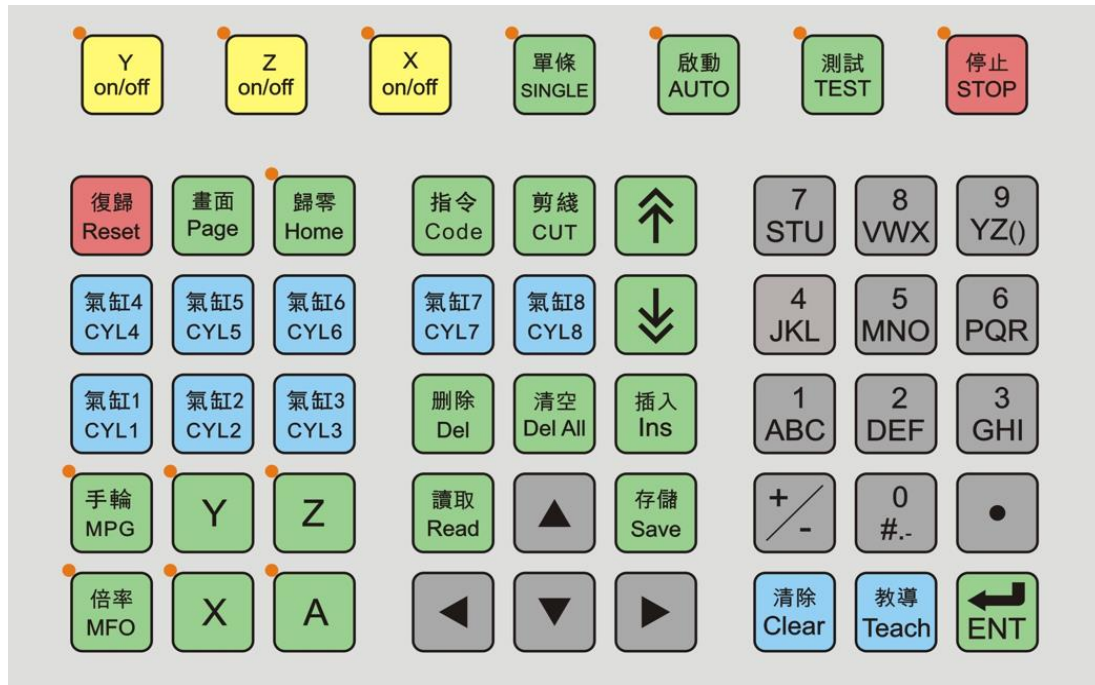 Y
on/off
Z
on/off
X
on/off
單條
SINGLE
啟動
AUTO
測試
TEST
停止
STOP
復歸
Reset
畫面
Page
歸零
Home
指令
Code
剪綫
CUT
7
STU
8
VWX
9
YZ()
氣缸4
CYL4
氣缸5
CYL5
氣缸6
CYL6
氣缸7
CYL7
氣缸8
CYL8
4
JKL
5
MNO
6
PQR
氣缸1
CYL1
氣缸2
CYL2
氣缸3
CYL3
刪除
Del
清空
Del All
插入
Ins
1
ABC
2
DEF
3
GHI
手輪
MPG
Y
Z
讀取
Read
存儲
Save
+/-
0
#.-
倍率
MFO
X
A
清除
Clear
教導
Teach
ENT